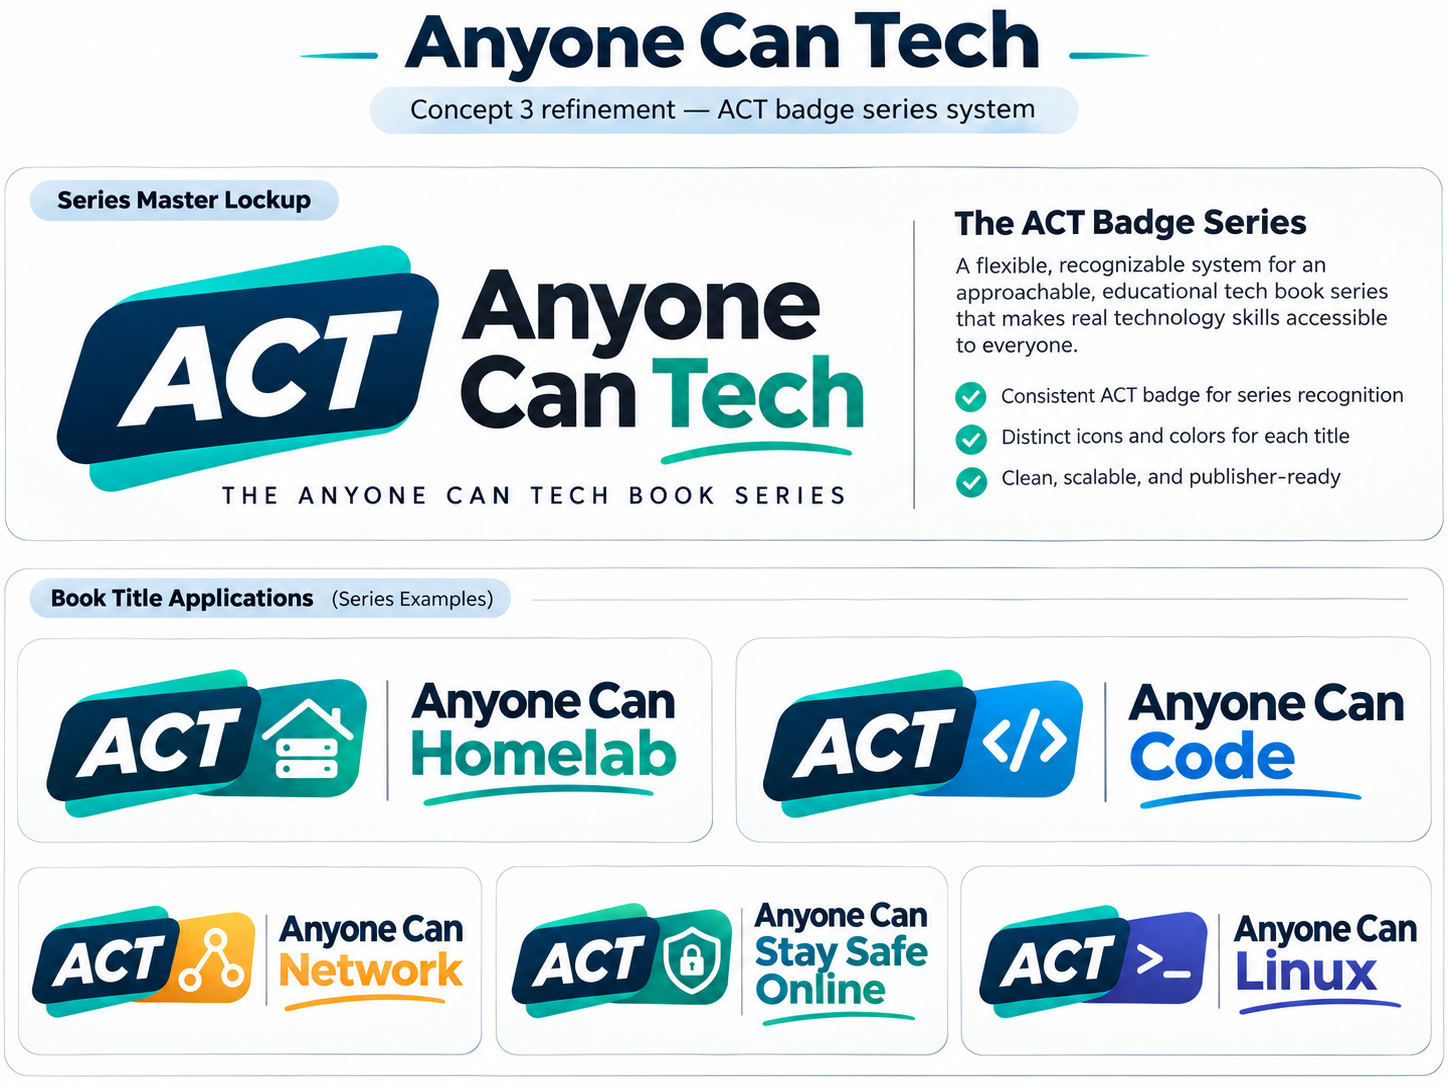 Anyone Can Tech
Concept 3 refinement — ACT badge series system
Series Master Lockup
ACT
Anyone
Can Tech
THE ANYONE CAN TECH BOOK SERIES
The ACT Badge Series
A flexible, recognizable system for an
approachable, educational tech book series
that makes real technology skills accessible
to everyone.
Consistent ACT badge for series recognition
Distinct icons and colors for each title
Clean, scalable, and publisher-ready
Book Title Applications (Series Examples)
ACT
Anyone Can
Homelab
ACT
</>
Anyone Can
Code
ACT
Anyone Can
Network
ACT
Anyone Can
Stay Safe
Online
ACT
>_
Anyone Can
Linux